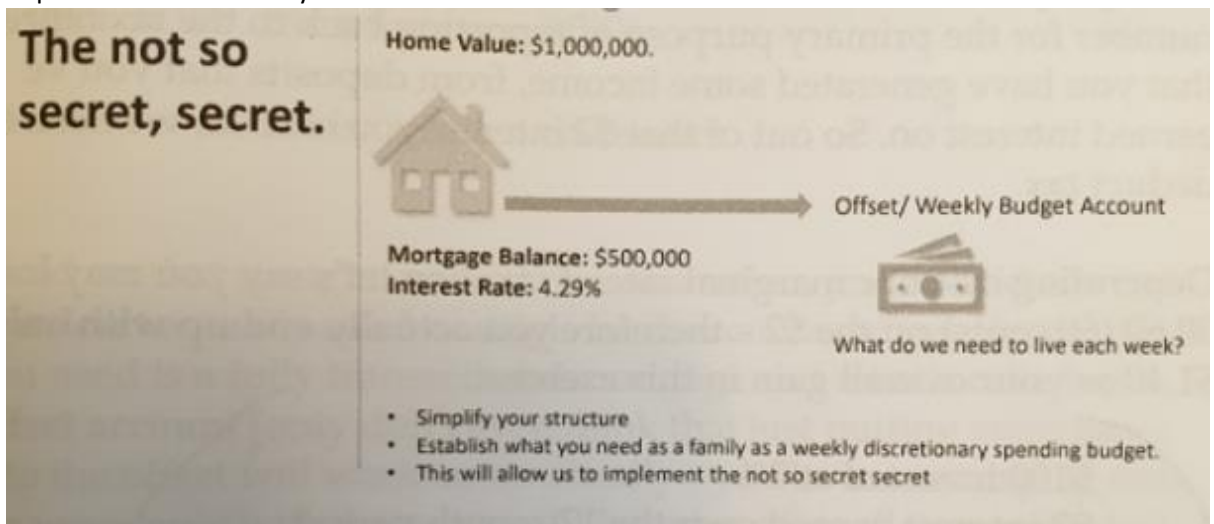 The not so
secret, secret.
Home Value: $1,000,000.
Offset/ Weekly Budget Account
Mortgage Balance: $500,000
Interest Rate: 4.29%
What do we need to live each week?
• Simplify your structure
• Establish what you need as a family as a weekly discretionary spending budget.
• This will allow us to implement the not so secret secret